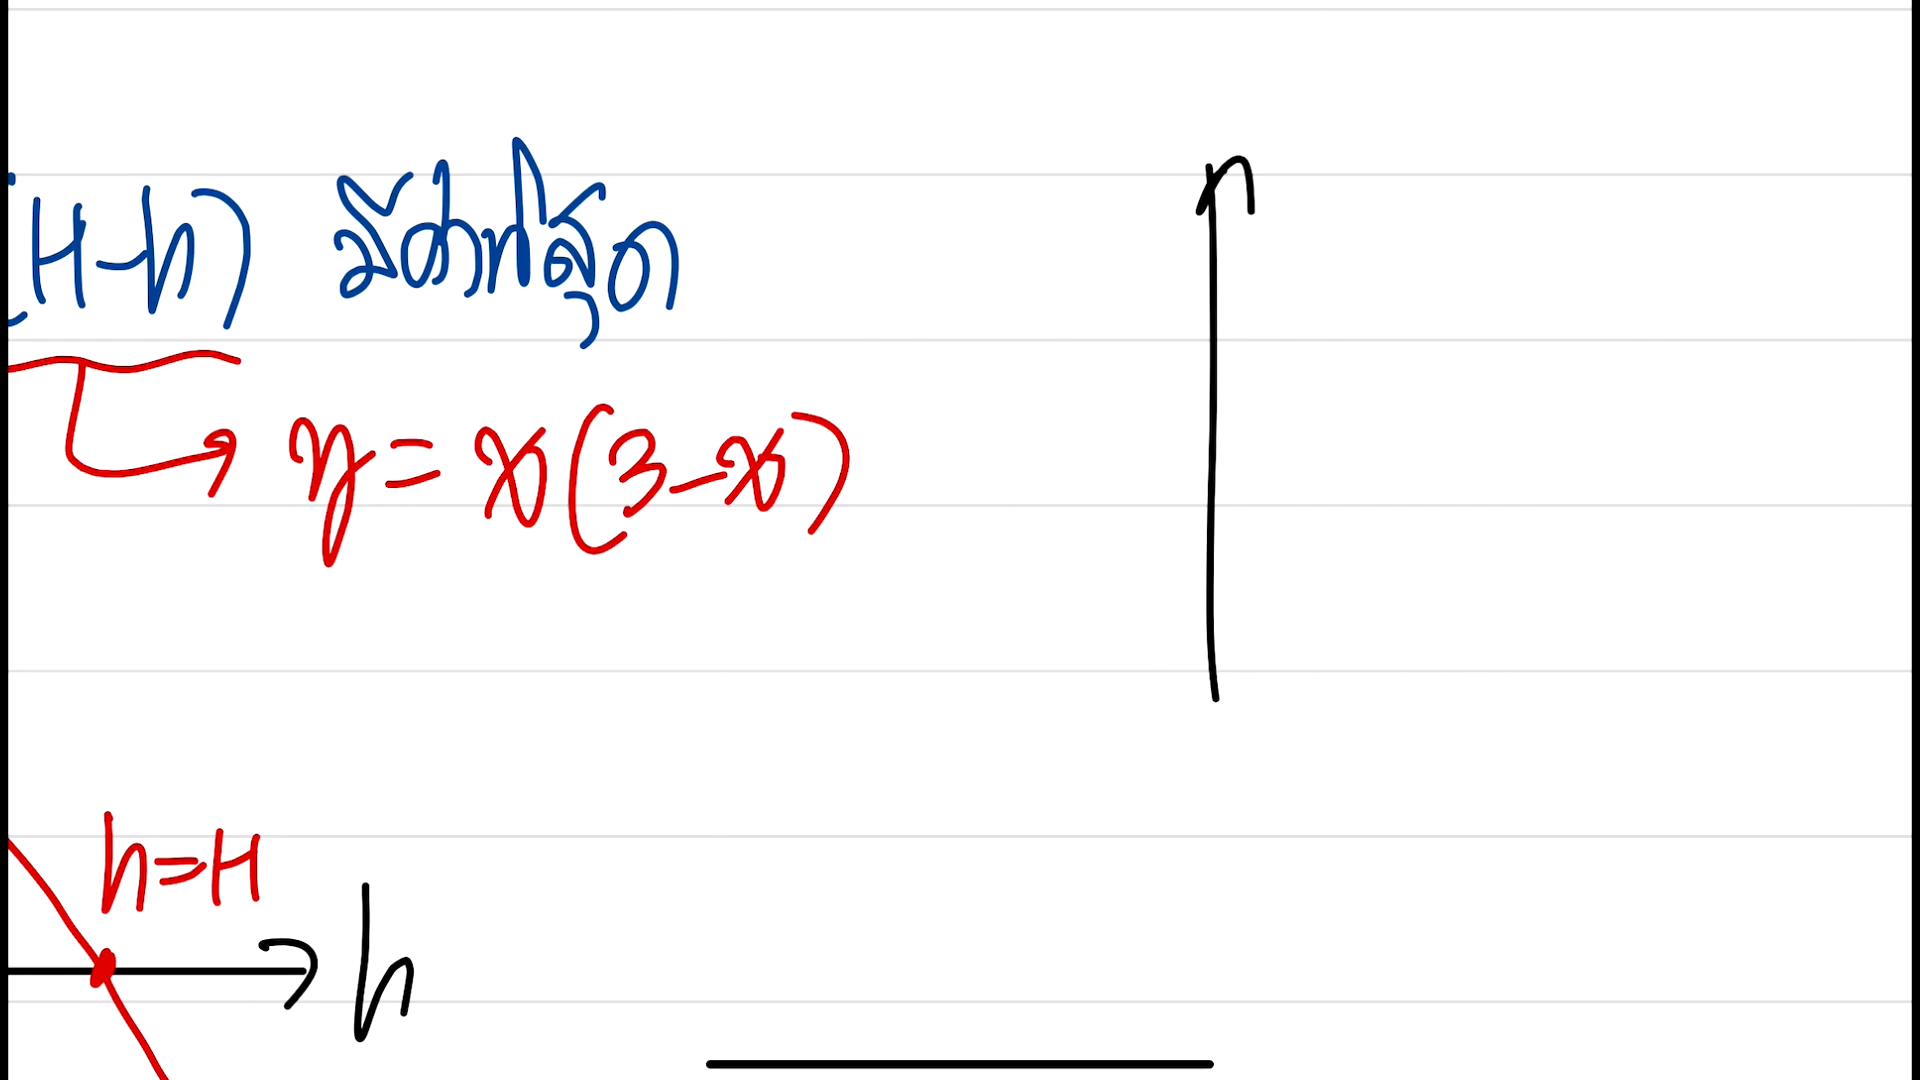 (H-h) มีค่าที่สุด
y = x(3-x)
h=H
h